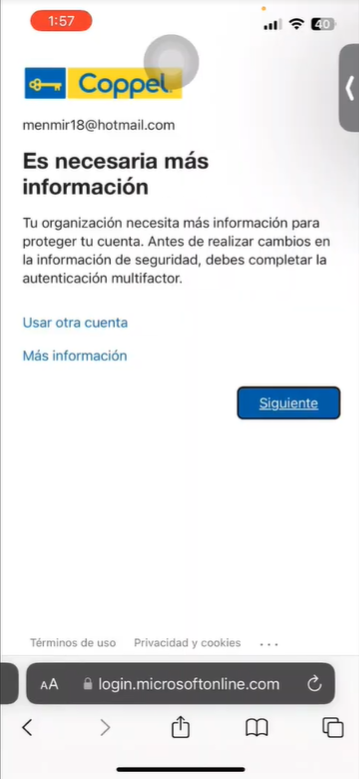 1:57
40
Coppel
menmir18@hotmail.com
Es necesaria más
información
Tu organización necesita más información para
proteger tu cuenta. Antes de realizar cambios en
la información de seguridad, debes completar la
autenticación multifactor.
Usar otra cuenta
Más información
Siguiente
Términos de uso Privacidad y cookies ...
AA login.microsoftonline.com